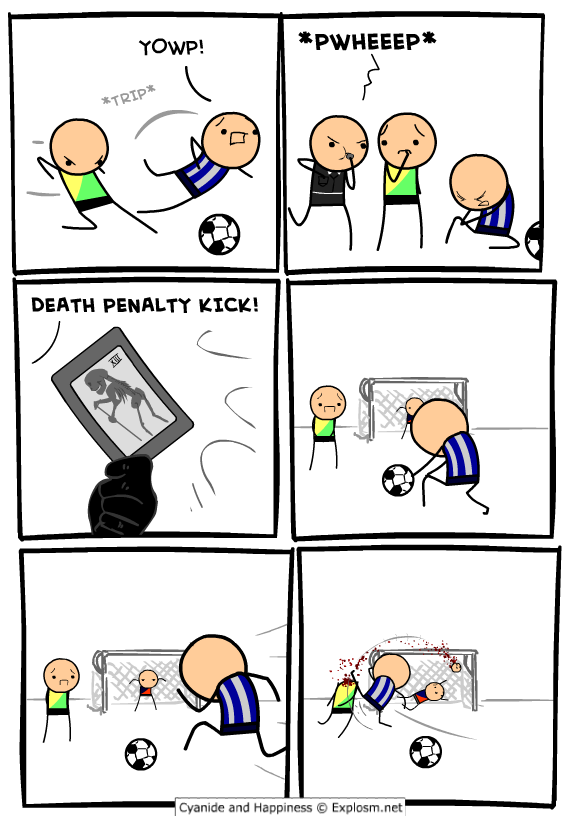 YOWP!
*TRIP*
*PWHEEEP*
DEATH PENALTY KICK!
XIII
Cyanide and Happiness © Explosm.net